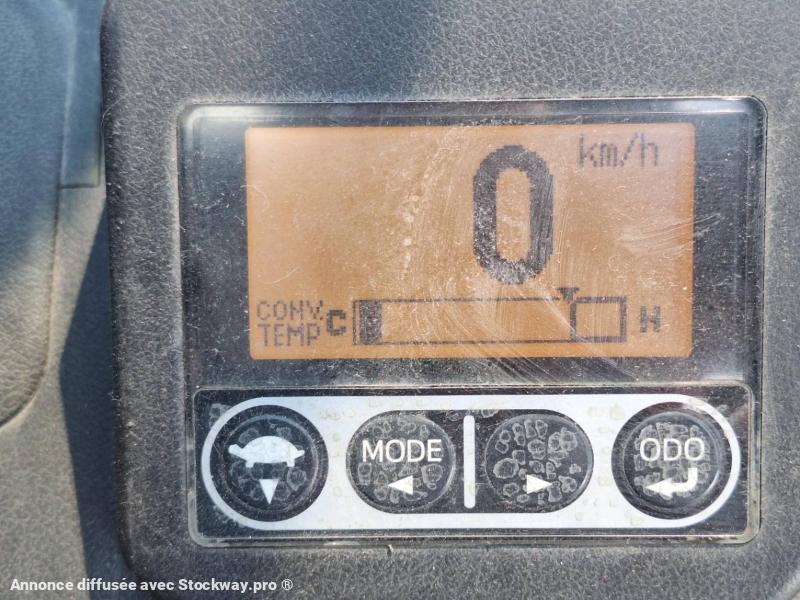 0 km/h
CONV. TEMP C H
MODE
ODO
Annonce diffusée avec Stockway.pro ®